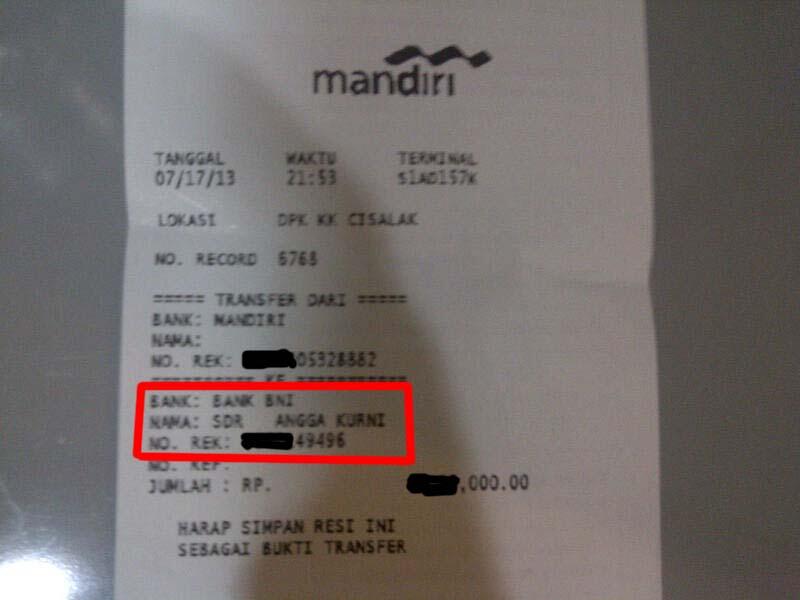 mandiri
TANGGAL WAKTU TERMINAL
07/17/13 21:53 S1AD157K
LOKASI DPK KK CISALAK
NO. RECORD 6768
===== TRANSFER DARI =====
BANK: MANDIRI
NAMA:
NO. REK: 05328882
========== KE ===========
BANK: BANK BNI
NAMA: SDR ANGGA KURNI
NO. REK: 49496
NO. REF.
JUMLAH : RP. ,000.00
HARAP SIMPAN RESI INI
SEBAGAI BUKTI TRANSFER